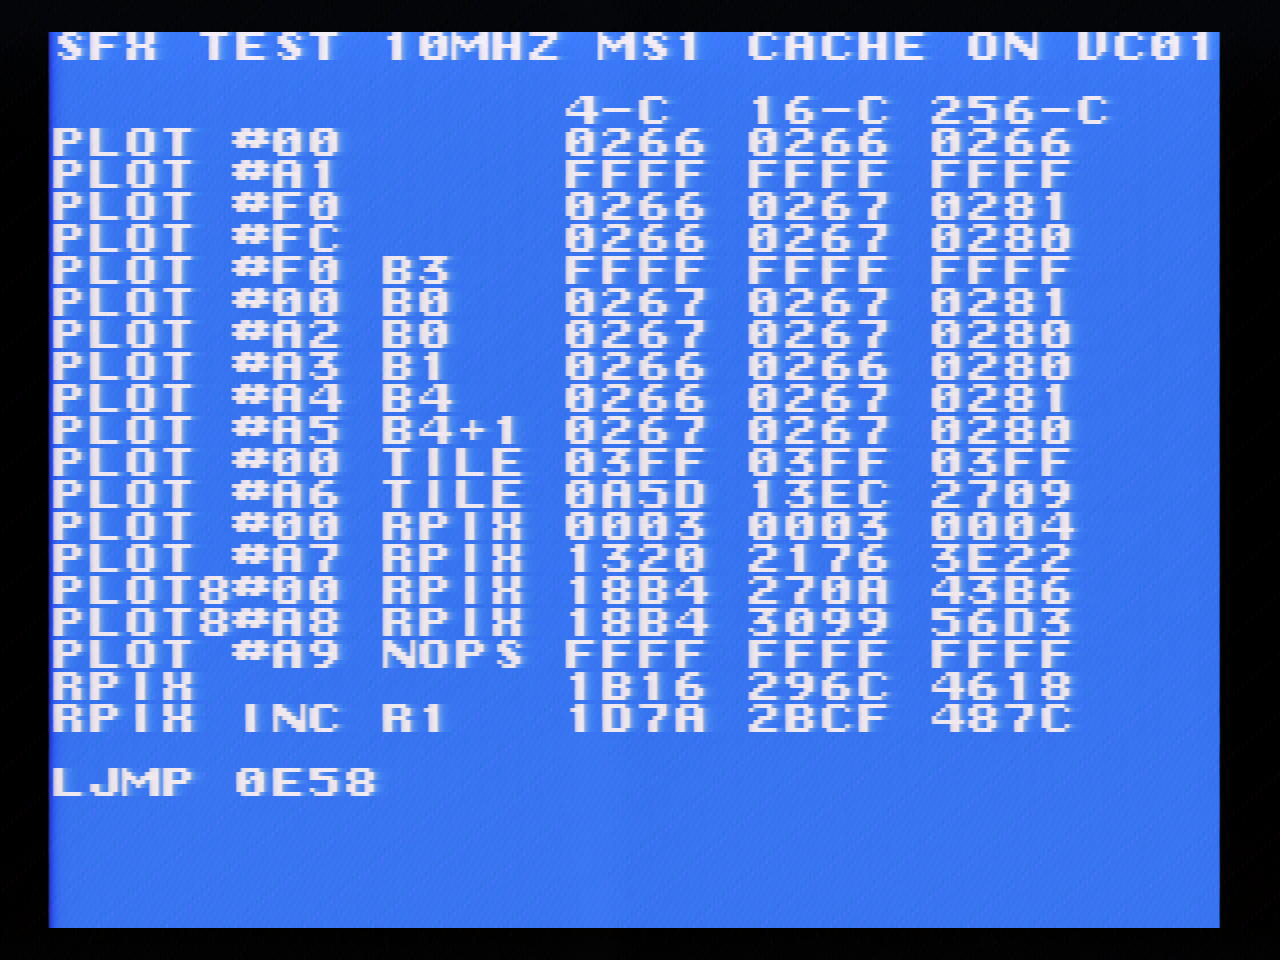 SFX TEST 10MHZ MS1 CACHE ON VC01
4-C 16-C 256-C
PLOT #00 0266 0266 0266
PLOT #A1 FFFF FFFF FFFF
PLOT #F0 0266 0267 0281
PLOT #FC 0266 0267 0280
PLOT #F0 B3 FFFF FFFF FFFF
PLOT #00 B0 0267 0267 0281
PLOT #A2 B0 0267 0267 0280
PLOT #A3 B1 0266 0266 0280
PLOT #A4 B4 0266 0267 0281
PLOT #A5 B4+1 0267 0267 0280
PLOT #00 TILE 03FF 03FF 03FF
PLOT #A6 TILE 0A5D 13EC 2709
PLOT #00 RPIX 0003 0003 0004
PLOT #A7 RPIX 1320 2176 3E22
PLOT8#00 RPIX 18B4 270A 43B6
PLOT8#A8 RPIX 18B4 3099 56D3
PLOT #A9 NOPS FFFF FFFF FFFF
RPIX 1B16 296C 4618
RPIX INC R1 1D7A 2BCF 487C
LJMP 0E58